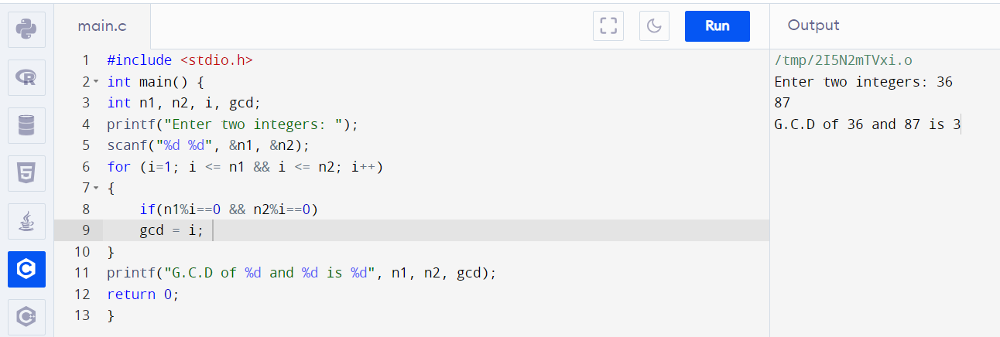 main.c
Run
1 #include <stdio.h>
2 int main() {
3 int n1, n2, i, gcd;
4 printf("Enter two integers: ");
5 scanf("%d %d", &n1, &n2);
6 for (i=1; i <= n1 && i <= n2; i++)
7 {
8     if(n1%i==0 && n2%i==0)
9     gcd = i;
10 }
11 printf("G.C.D of %d and %d is %d", n1, n2, gcd);
12 return 0;
13 }
Output
/tmp/2I5N2mTVxi.o
Enter two integers: 36
87
G.C.D of 36 and 87 is 3